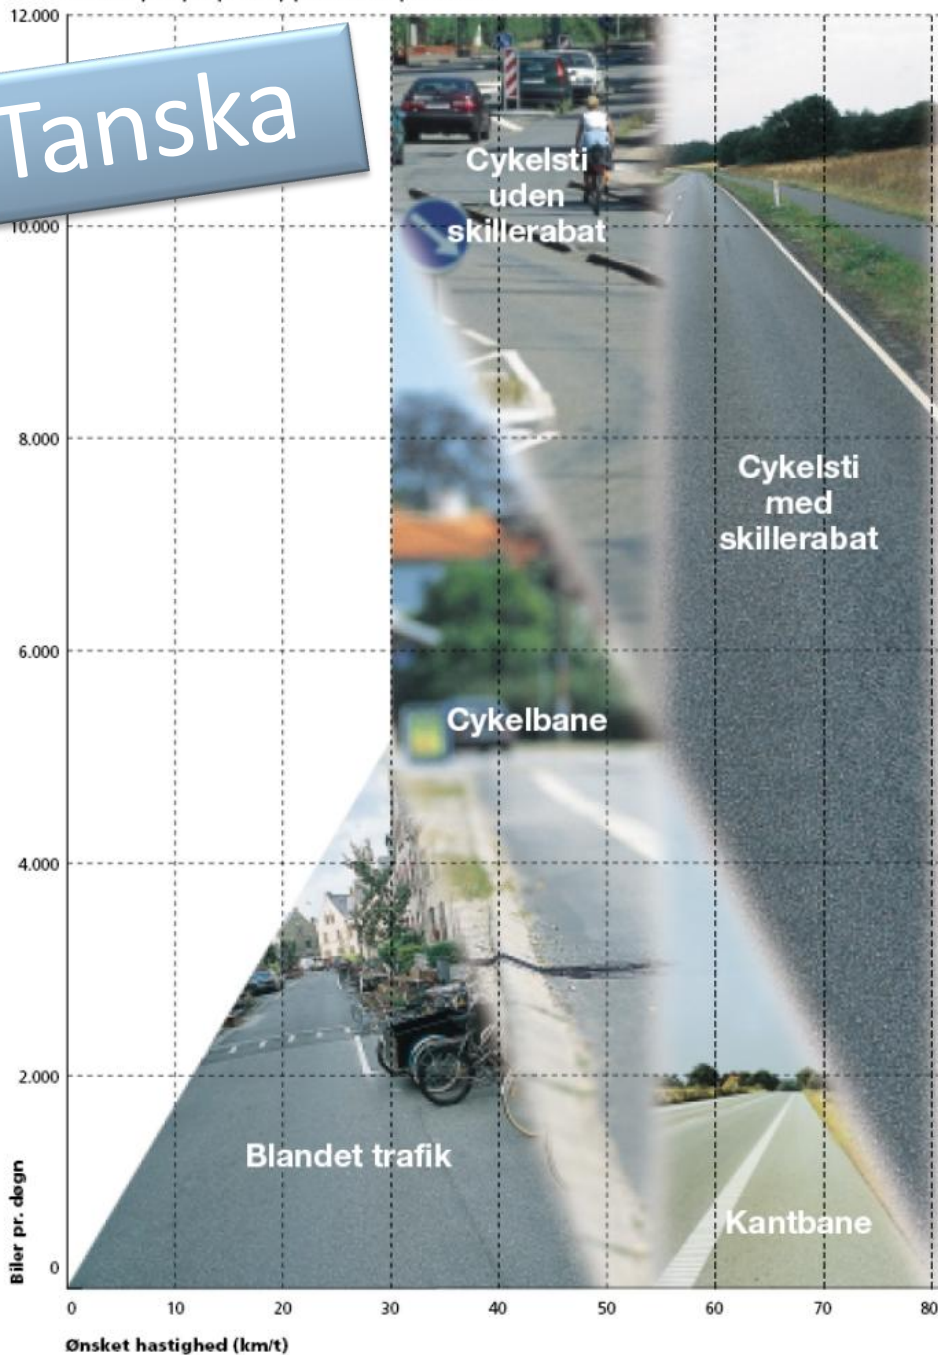 12.000
Tanska
Cykelsti
uden
skillerabat
10.000
8.000
Cykelsti
med
skillerabat
6.000
Cykelbane
4.000
2.000
Blandet trafik
Kantbane
Biler pr. døgn
0
0 10 20 30 40 50 60 70 80
Ønsket hastighed (km/t)